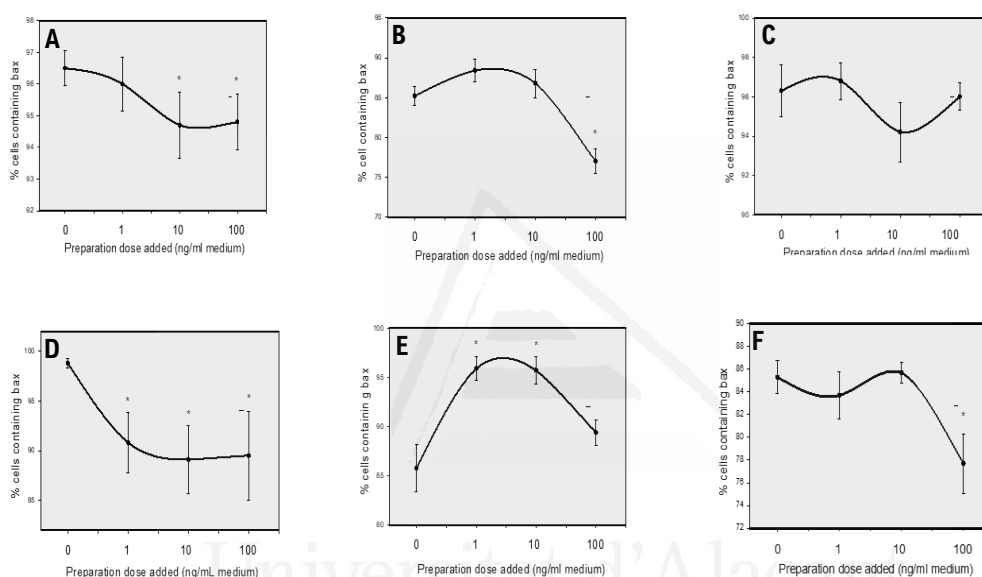 A
% cells containing bax
98
97
96
95
94
93
92
* *
0 1 10 100
Preparation dose added (ng/ml medium)
B
% cell containing bax
95
90
85
80
75
70
*
0 1 10 100
Preparation dose added (ng/ml medium)
C
% cells containing bax
100
98
96
94
92
90
0 1 10 100
Preparation dose added (ng/ml medium)
D
% cells containing bax
100
95
90
85
* * *
0 1 10 100
Preparation dose added (ng/mL medium)
E
% cells containin g bax
100
95
90
85
80
* *
0 1 10 100
Preparation dose added (ng/ml medium)
F
% cells containing bax
90
88
86
84
82
80
78
76
74
72
*
0 1 10 100
Preparation dose added (ng/ml medium)